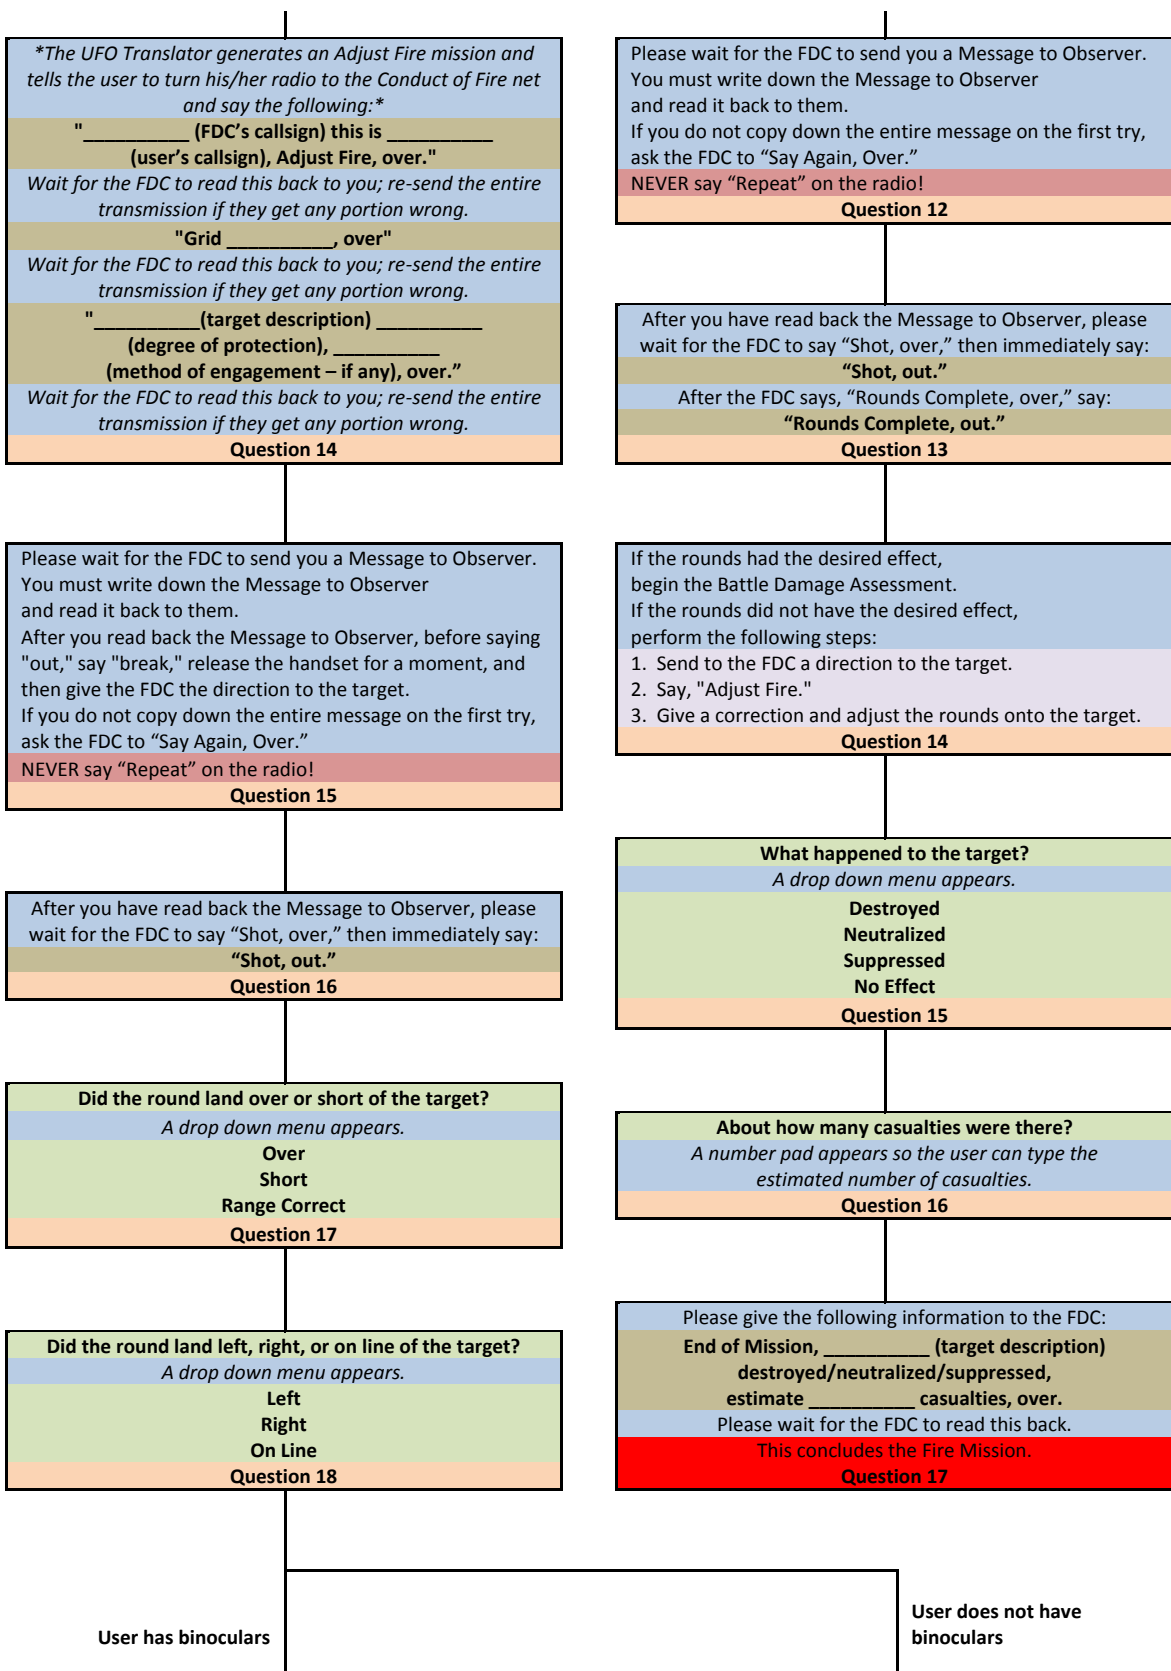 *The UFO Translator generates an Adjust Fire mission and
tells the user to turn his/her radio to the Conduct of Fire net
and say the following:*
"__________ (FDC's callsign) this is __________
(user's callsign), Adjust Fire, over."
Wait for the FDC to read this back to you; re-send the entire
transmission if they get any portion wrong.
"Grid __________, over"
Wait for the FDC to read this back to you; re-send the entire
transmission if they get any portion wrong.
"__________(target description) __________
(degree of protection), __________
(method of engagement – if any), over.”
Wait for the FDC to read this back to you; re-send the entire
transmission if they get any portion wrong.
Question 14
Please wait for the FDC to send you a Message to Observer.
You must write down the Message to Observer
and read it back to them.
After you read back the Message to Observer, before saying
"out," say "break," release the handset for a moment, and
then give the FDC the direction to the target.
If you do not copy down the entire message on the first try,
ask the FDC to “Say Again, Over.”
NEVER say “Repeat” on the radio!
Question 15
After you have read back the Message to Observer, please
wait for the FDC to say “Shot, over,” then immediately say:
“Shot, out.”
Question 16
Did the round land over or short of the target?
A drop down menu appears.
Over
Short
Range Correct
Question 17
Did the round land left, right, or on line of the target?
A drop down menu appears.
Left
Right
On Line
Question 18
User has binoculars
Please wait for the FDC to send you a Message to Observer.
You must write down the Message to Observer
and read it back to them.
If you do not copy down the entire message on the first try,
ask the FDC to “Say Again, Over.”
NEVER say “Repeat” on the radio!
Question 12
After you have read back the Message to Observer, please
wait for the FDC to say “Shot, over,” then immediately say:
“Shot, out.”
After the FDC says, “Rounds Complete, over,” say:
“Rounds Complete, out.”
Question 13
If the rounds had the desired effect,
begin the Battle Damage Assessment.
If the rounds did not have the desired effect,
perform the following steps:
1. Send to the FDC a direction to the target.
2. Say, "Adjust Fire."
3. Give a correction and adjust the rounds onto the target.
Question 14
What happened to the target?
A drop down menu appears.
Destroyed
Neutralized
Suppressed
No Effect
Question 15
About how many casualties were there?
A number pad appears so the user can type the
estimated number of casualties.
Question 16
Please give the following information to the FDC:
End of Mission, __________ (target description)
destroyed/neutralized/suppressed,
estimate __________ casualties, over.
Please wait for the FDC to read this back.
This concludes the Fire Mission.
Question 17
User does not have
binoculars